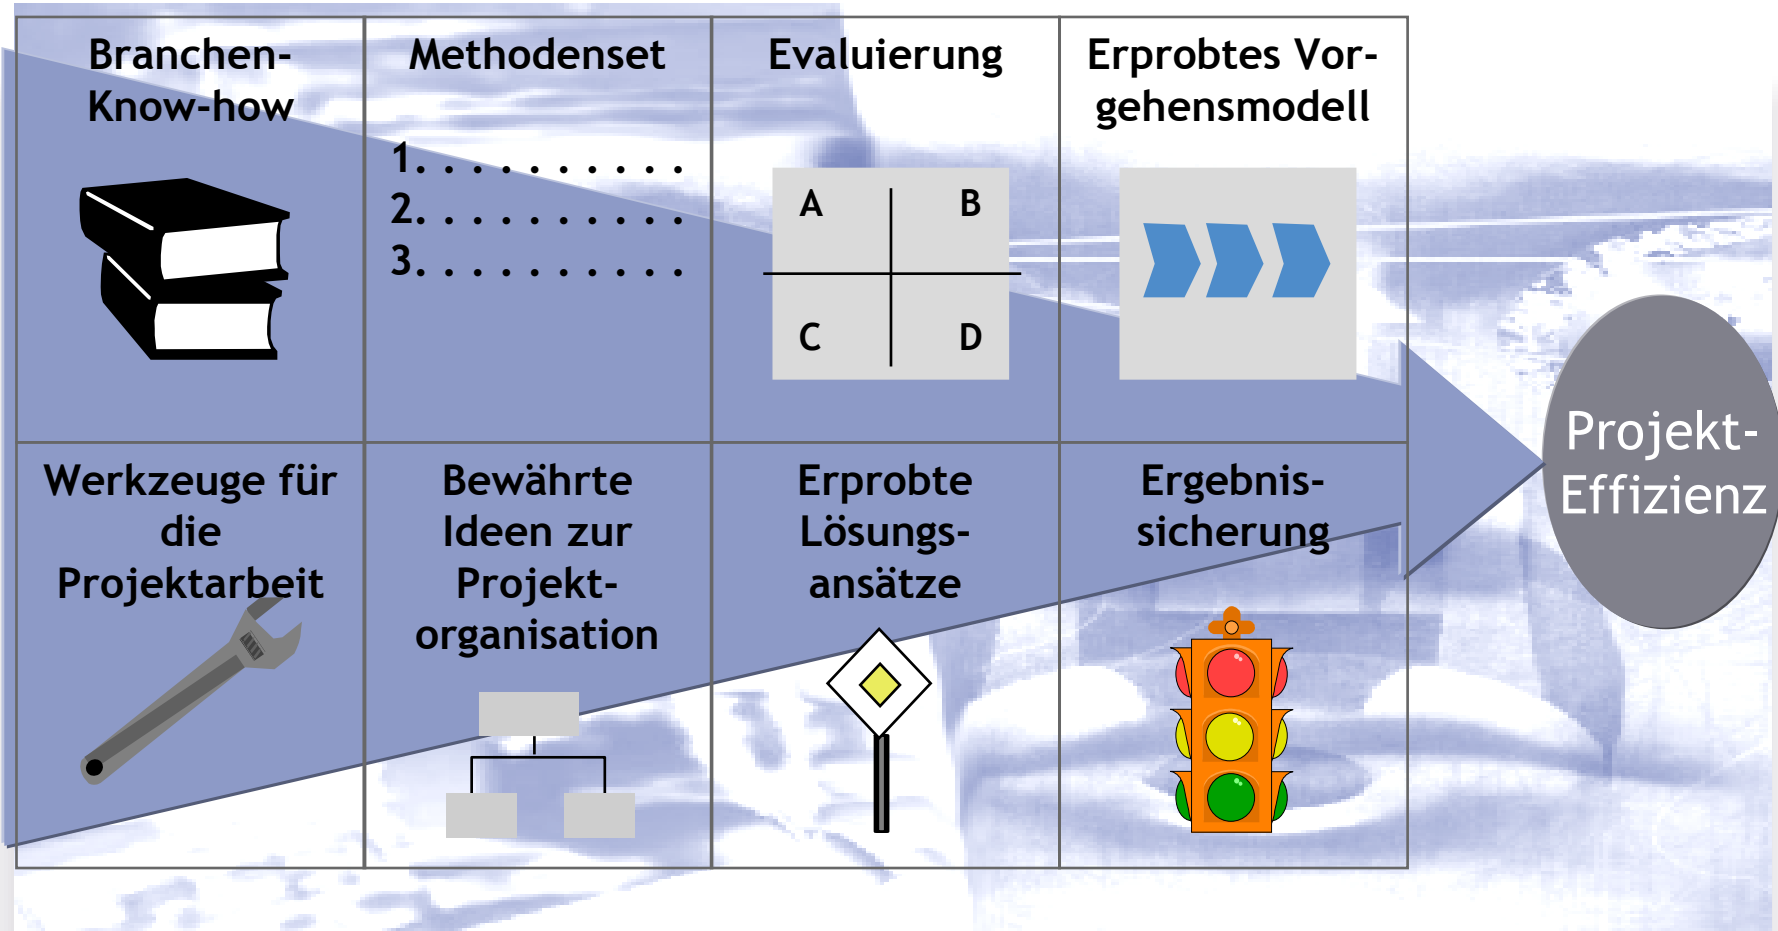 Branchen-
Know-how
Methodenset
1. . . . . . . . . .
2. . . . . . . . . .
3. . . . . . . . . .
Evaluierung
A B
C D
Erprobtes Vor-
gehensmodell
Werkzeuge für
die
Projektarbeit
Bewährte
Ideen zur
Projekt-
organisation
Erprobte
Lösungs-
ansätze
Ergebnis-
sicherung
Projekt-
Effizienz